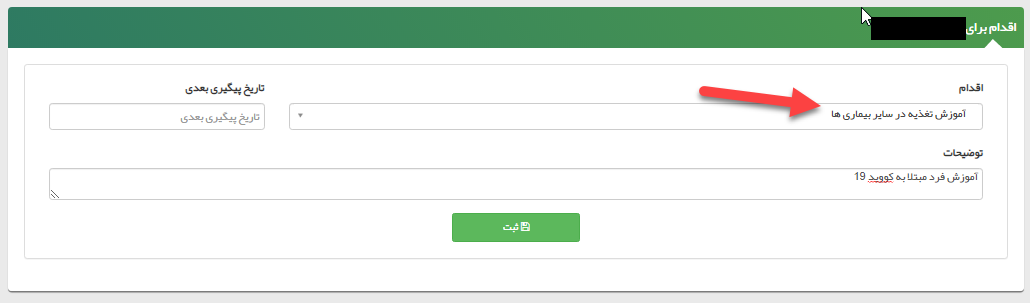 اقدام برای
اقدام
تاریخ پیگیری بعدی
آموزش تغذیه در سایر بیماری ها
تاریخ پیگیری بعدی
توضیحات
آموزش فرد مبتلا به کووید 19
ثبت